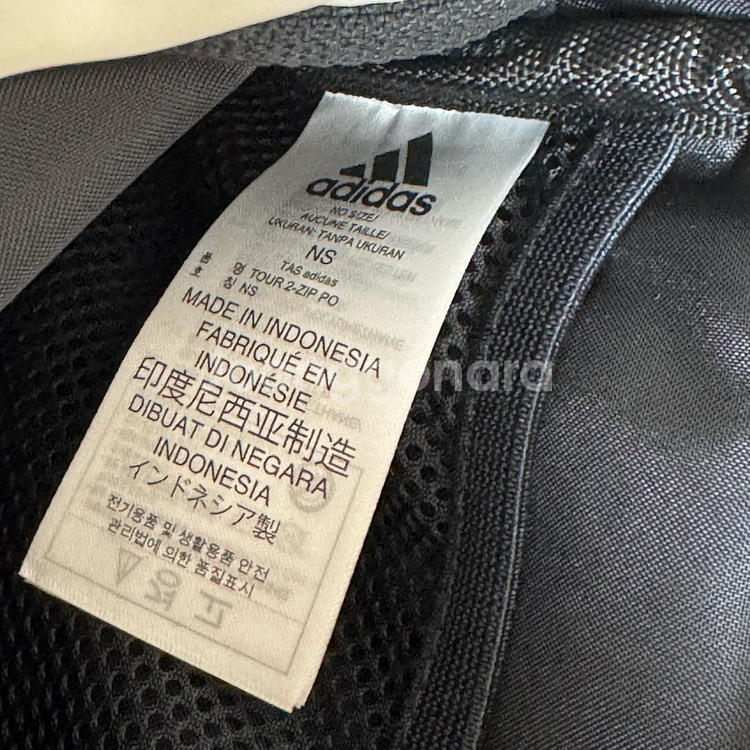 adidas
NO SIZE/
AUCUNE TAILLE/
UKURAN: TANPA UKURAN
NS
TAS adidas
품 명 TOUR 2-ZIP PO
호 칭 NS
MADE IN INDONESIA
FABRIQUÉ EN
INDONÉSIE
印度尼西亚制造
DIBUAT DI NEGARA
INDONESIA
インドネシア製
전기용품 및 생활용품 안전
관리법에 의한 품질표시